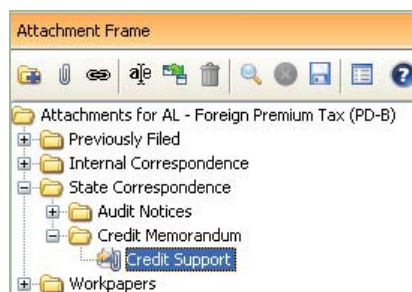 Attachment Frame
a|e
Attachments for AL - Foreign Premium Tax (PD-B)
Previously Filed
Internal Correspondence
State Correspondence
Audit Notices
Credit Memorandum
Credit Support
Workpapers